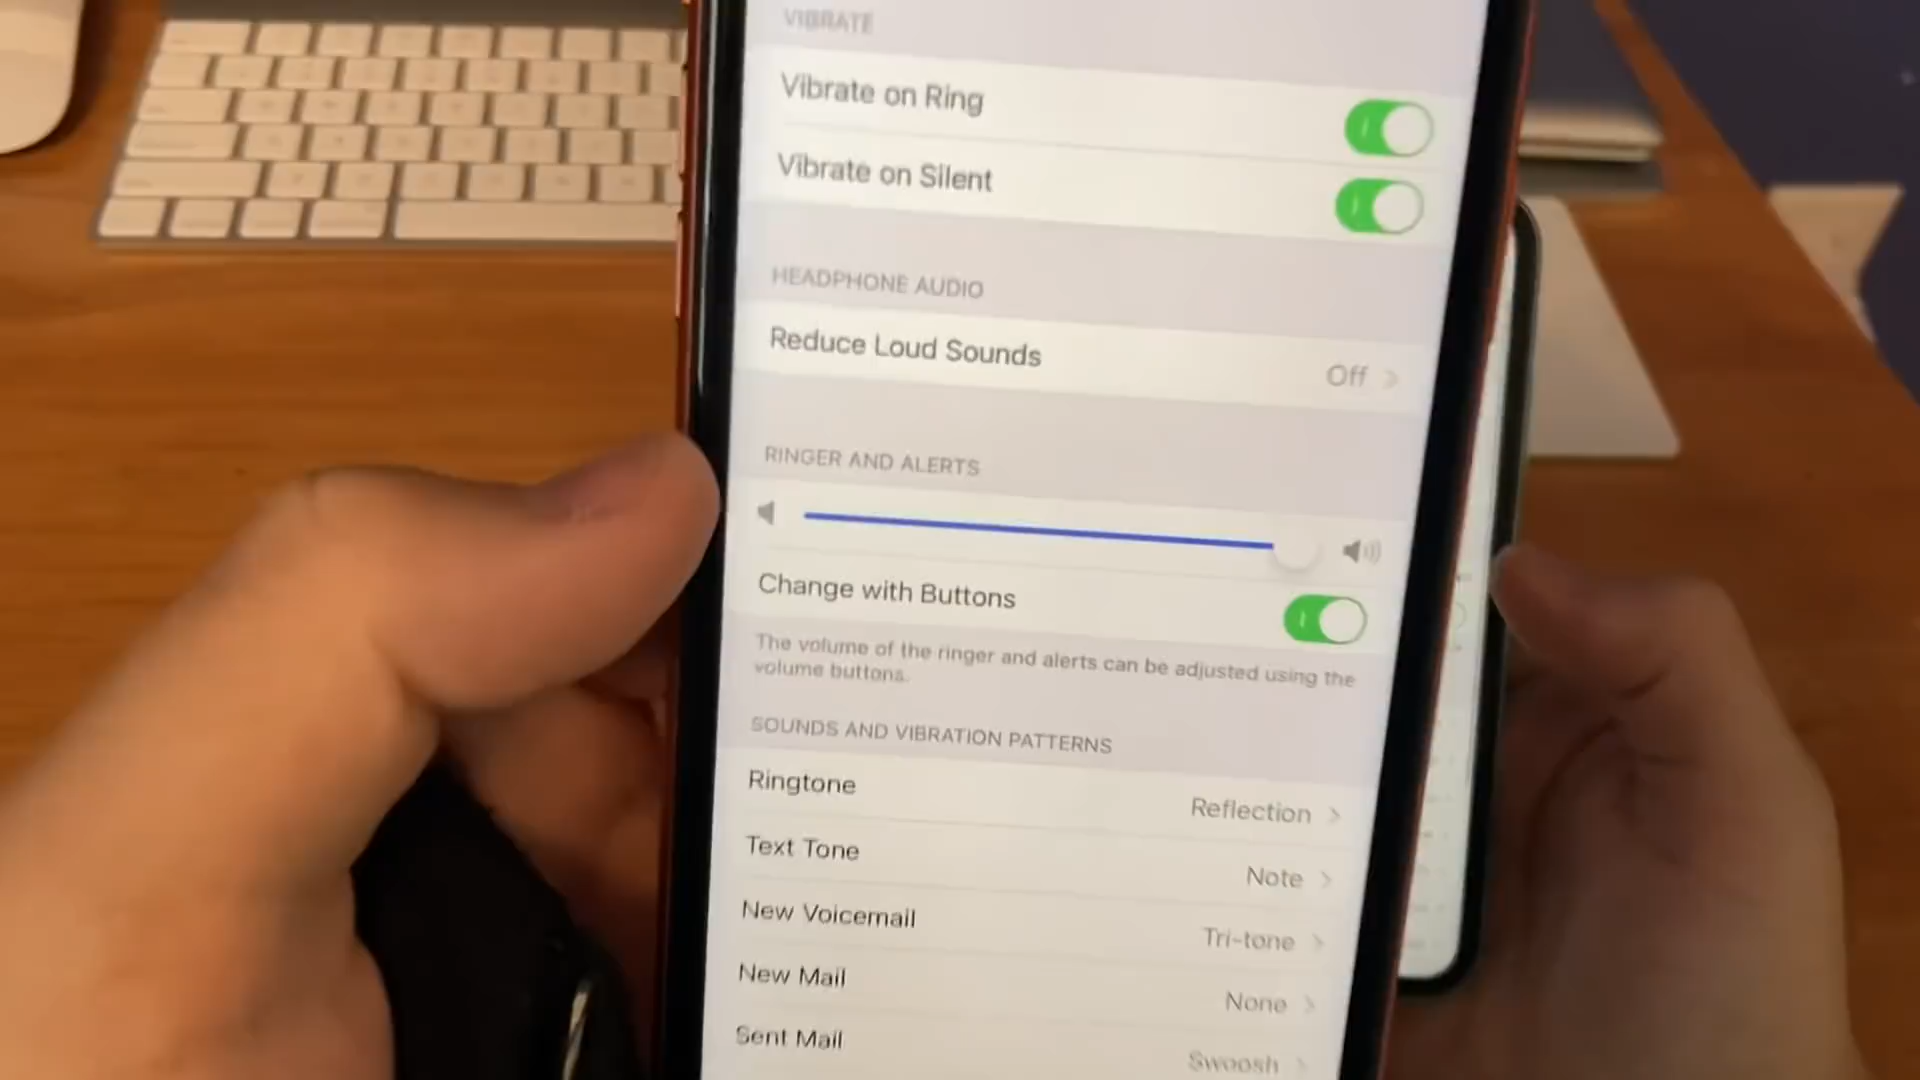 VIBRATE
Vibrate on Ring
Vibrate on Silent
HEADPHONE AUDIO
Reduce Loud Sounds
Off
RINGER AND ALERTS
Change with Buttons
The volume of the ringer and alerts can be adjusted using the
volume buttons.
SOUNDS AND VIBRATION PATTERNS
Ringtone
Reflection
Text Tone
Note
New Voicemail
Tri-tone
New Mail
None
Sent Mail
Swoosh